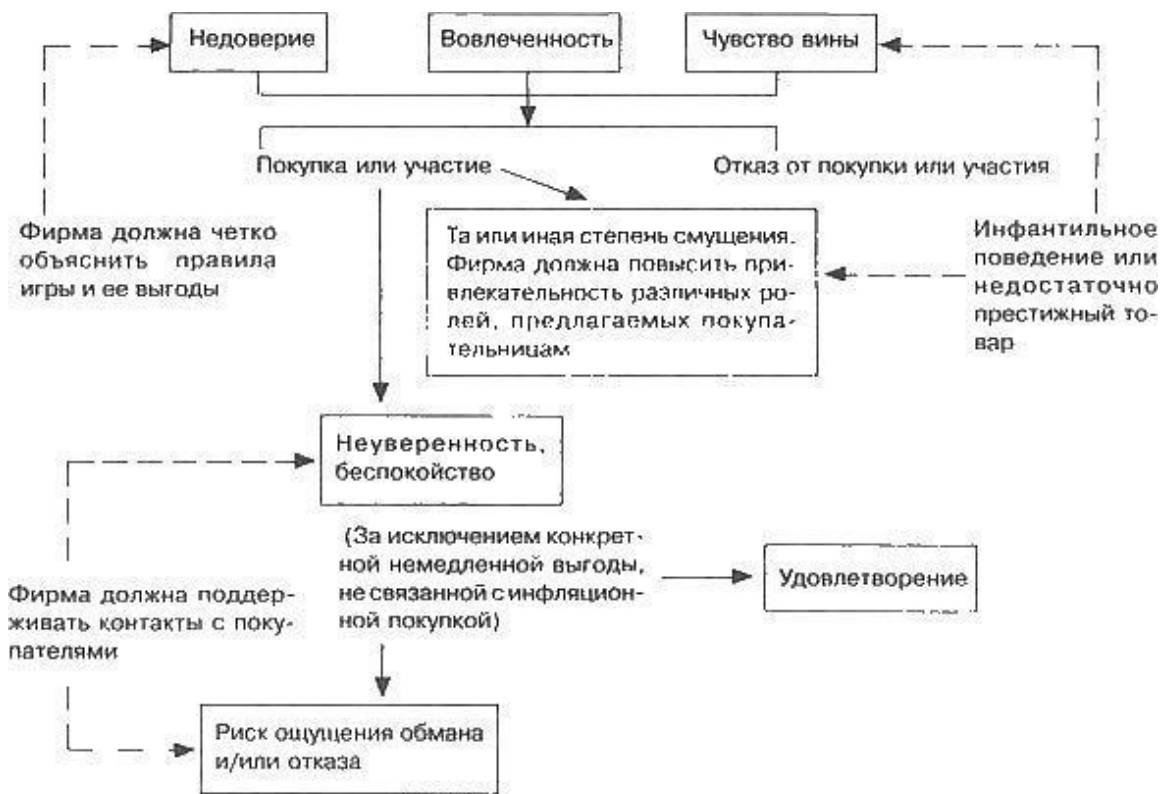 Недоверие
Вовлеченность
Чувство вины
Покупка или участие
Отказ от покупки или участия
Фирма должна четко
объяснить правила
игры и ее выгоды
Та или иная степень смущения.
Фирма должна повысить при-
влекательность различных ро-
лей, предлагаемых покупа-
тельницам
Инфантильное
поведение или
недостаточно
престижный то-
вар
Неуверенность,
беспокойство
(За исключением конкрет-
ной немедленной выгоды,
не связанной с инфляцион-
ной покупкой)
Удовлетворение
Фирма должна поддер-
живать контакты с поку-
пателями
Риск ощущения обмана
и/или отказа